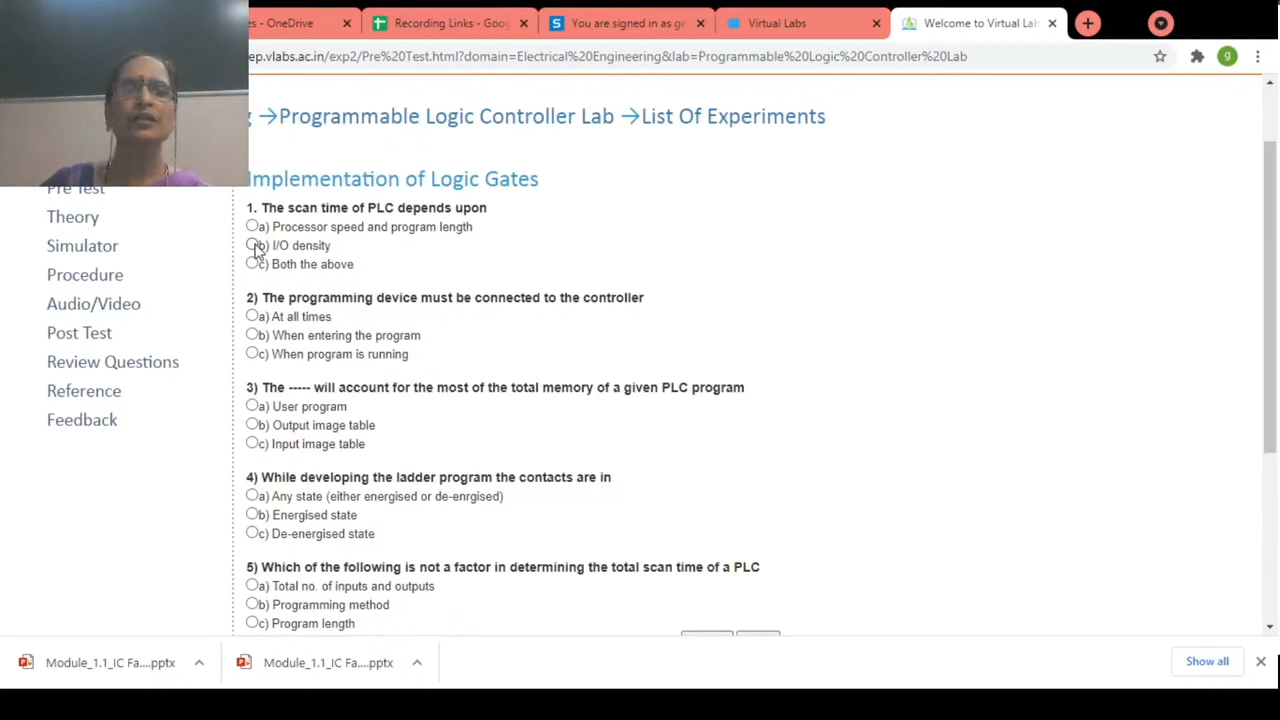 es - OneDrive
Recording Links - Goog
You are signed in as ge
Virtual Labs
Welcome to Virtual Lab
ep.vlabs.ac.in/exp2/Pre%20Test.html?domain=Electrical%20Engineering&lab=Programmable%20Logic%20Controller%20Lab
g
g →Programmable Logic Controller Lab →List Of Experiments
Pre Test
Theory
Simulator
Procedure
Audio/Video
Post Test
Review Questions
Reference
Feedback
Implementation of Logic Gates
1. The scan time of PLC depends upon
a) Processor speed and program length
b) I/O density
c) Both the above
2) The programming device must be connected to the controller
a) At all times
b) When entering the program
c) When program is running
3) The ----- will account for the most of the total memory of a given PLC program
a) User program
b) Output image table
c) Input image table
4) While developing the ladder program the contacts are in
a) Any state (either energised or de-enrgised)
b) Energised state
c) De-energised state
5) Which of the following is not a factor in determining the total scan time of a PLC
a) Total no. of inputs and outputs
b) Programming method
c) Program length
Module_1.1_IC Fa....pptx
Module_1.1_IC Fa....pptx
Show all